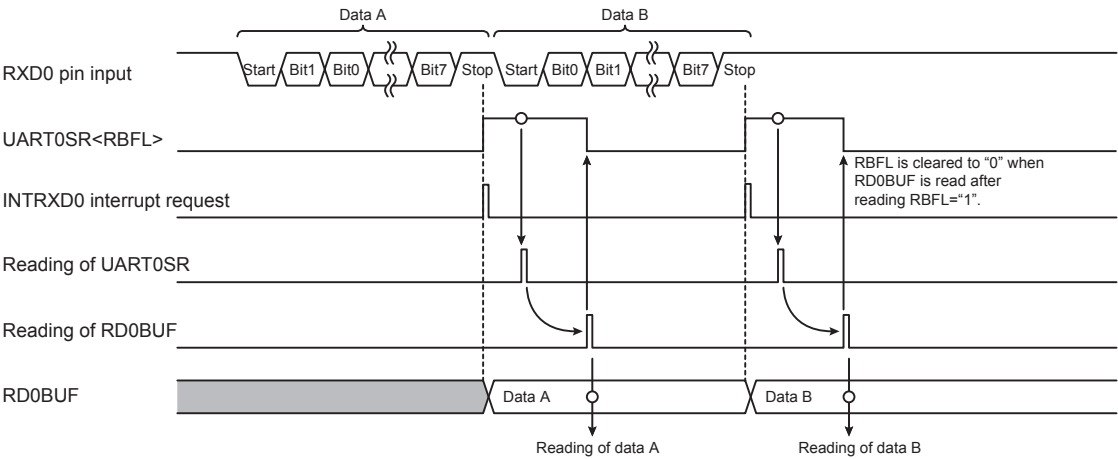 Data A
Data B
RXD0 pin input
Start Bit1 Bit0 Bit7 Stop Start Bit0 Bit1 Bit7 Stop
UART0SR<RBFL>
RBFL is cleared to “0” when
RD0BUF is read after
reading RBFL=“1”.
INTRXD0 interrupt request
Reading of UART0SR
Reading of RD0BUF
RD0BUF
Data A
Data B
Reading of data A
Reading of data B